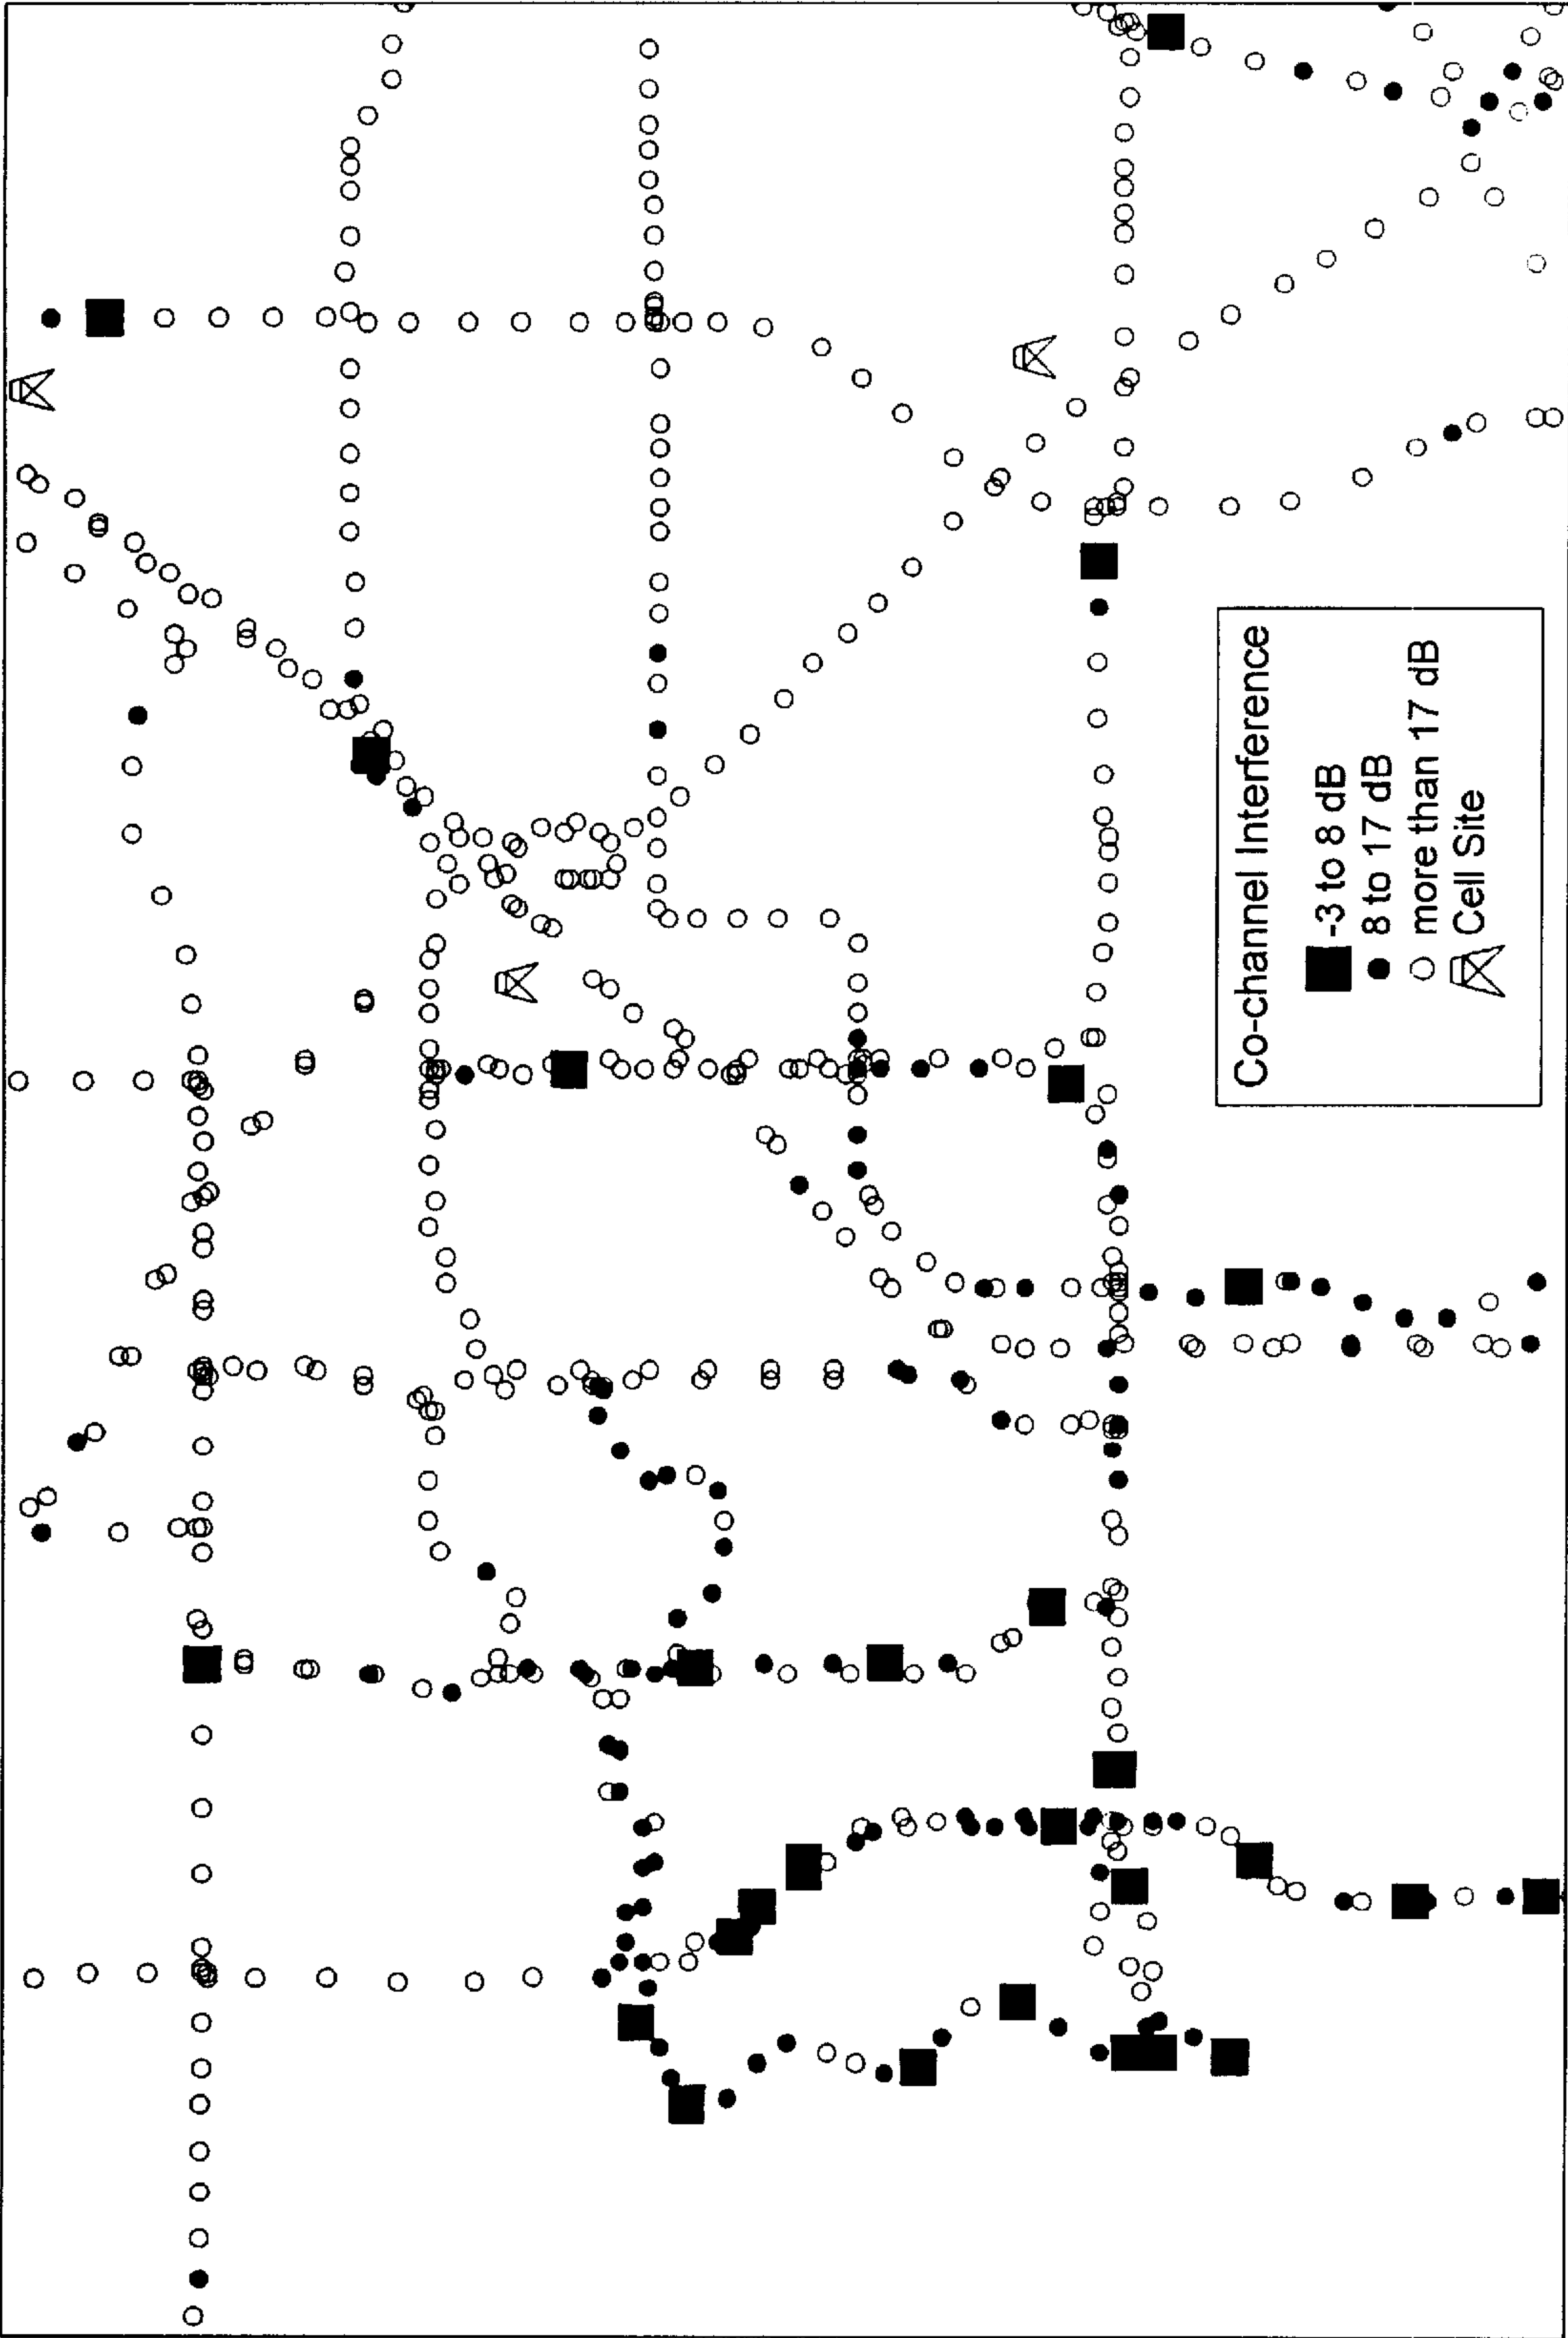 Co-channel Interference
-3 to 8 dB
8 to 17 dB
more than 17 dB
Cell Site